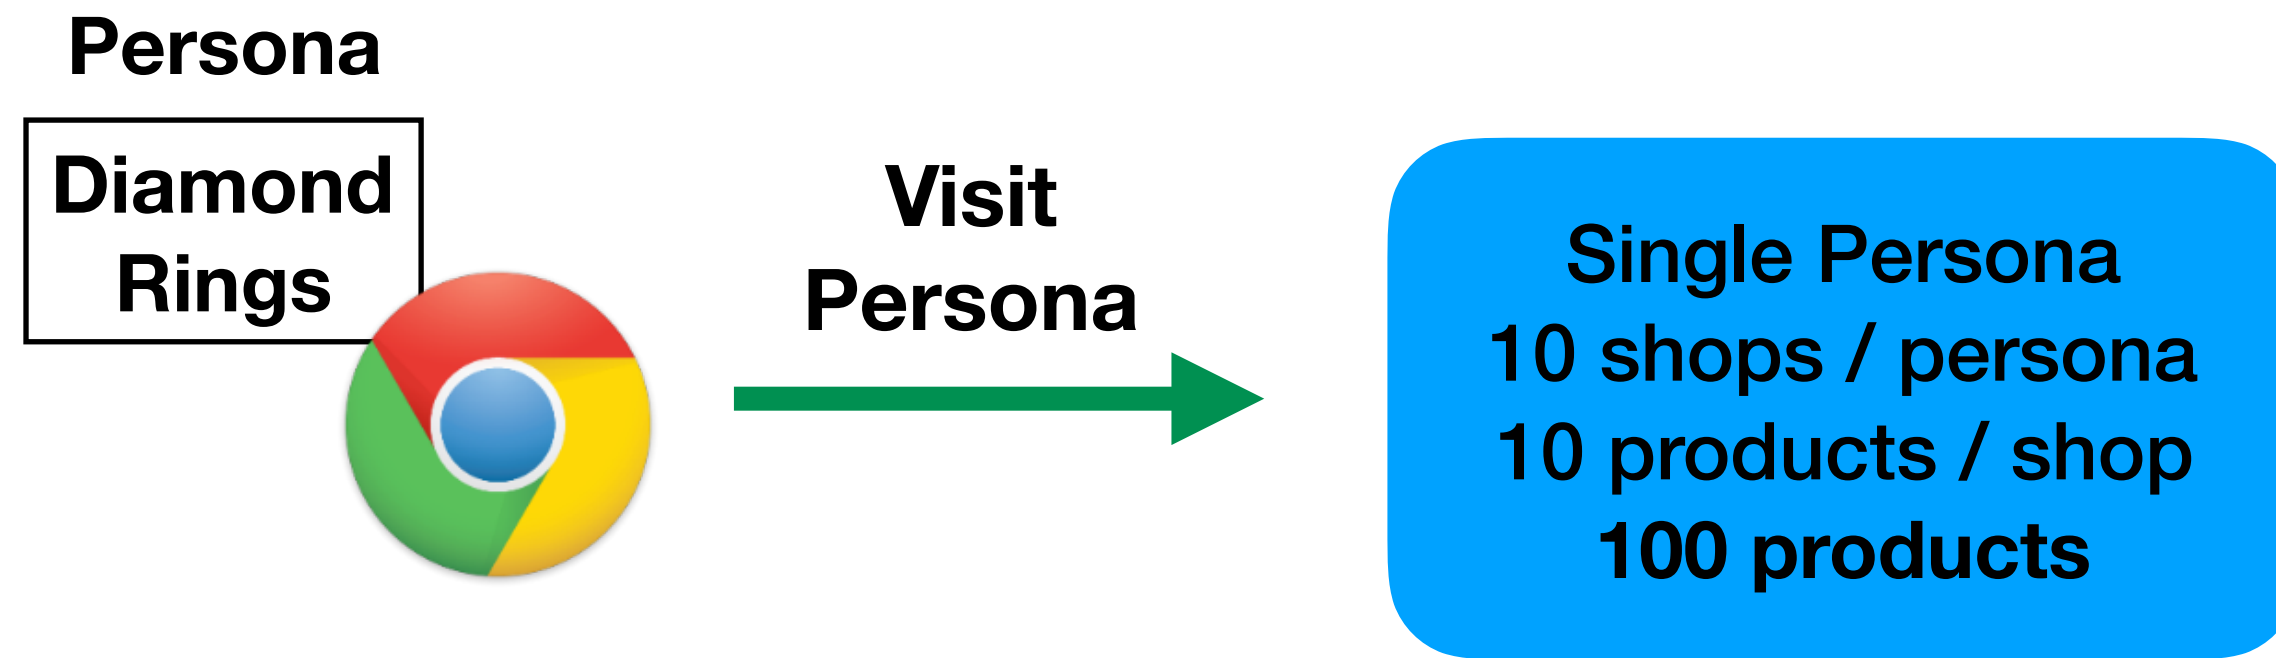 Persona
Diamond
Rings
Visit
Persona
Single Persona
10 shops / persona
10 products / shop
100 products